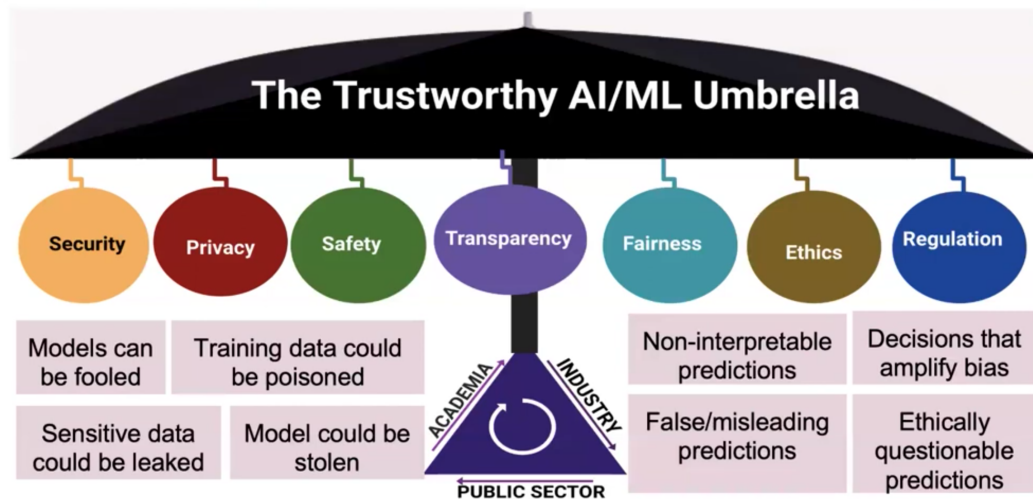 The Trustworthy AI/ML Umbrella
Security
Privacy
Safety
Transparency
Fairness
Ethics
Regulation
Models can
be fooled
Training data could
be poisoned
Sensitive data
could be leaked
Model could be
stolen
ACADEMIA
INDUSTRY
PUBLIC SECTOR
Non-interpretable
predictions
Decisions that
amplify bias
False/misleading
predictions
Ethically
questionable
predictions